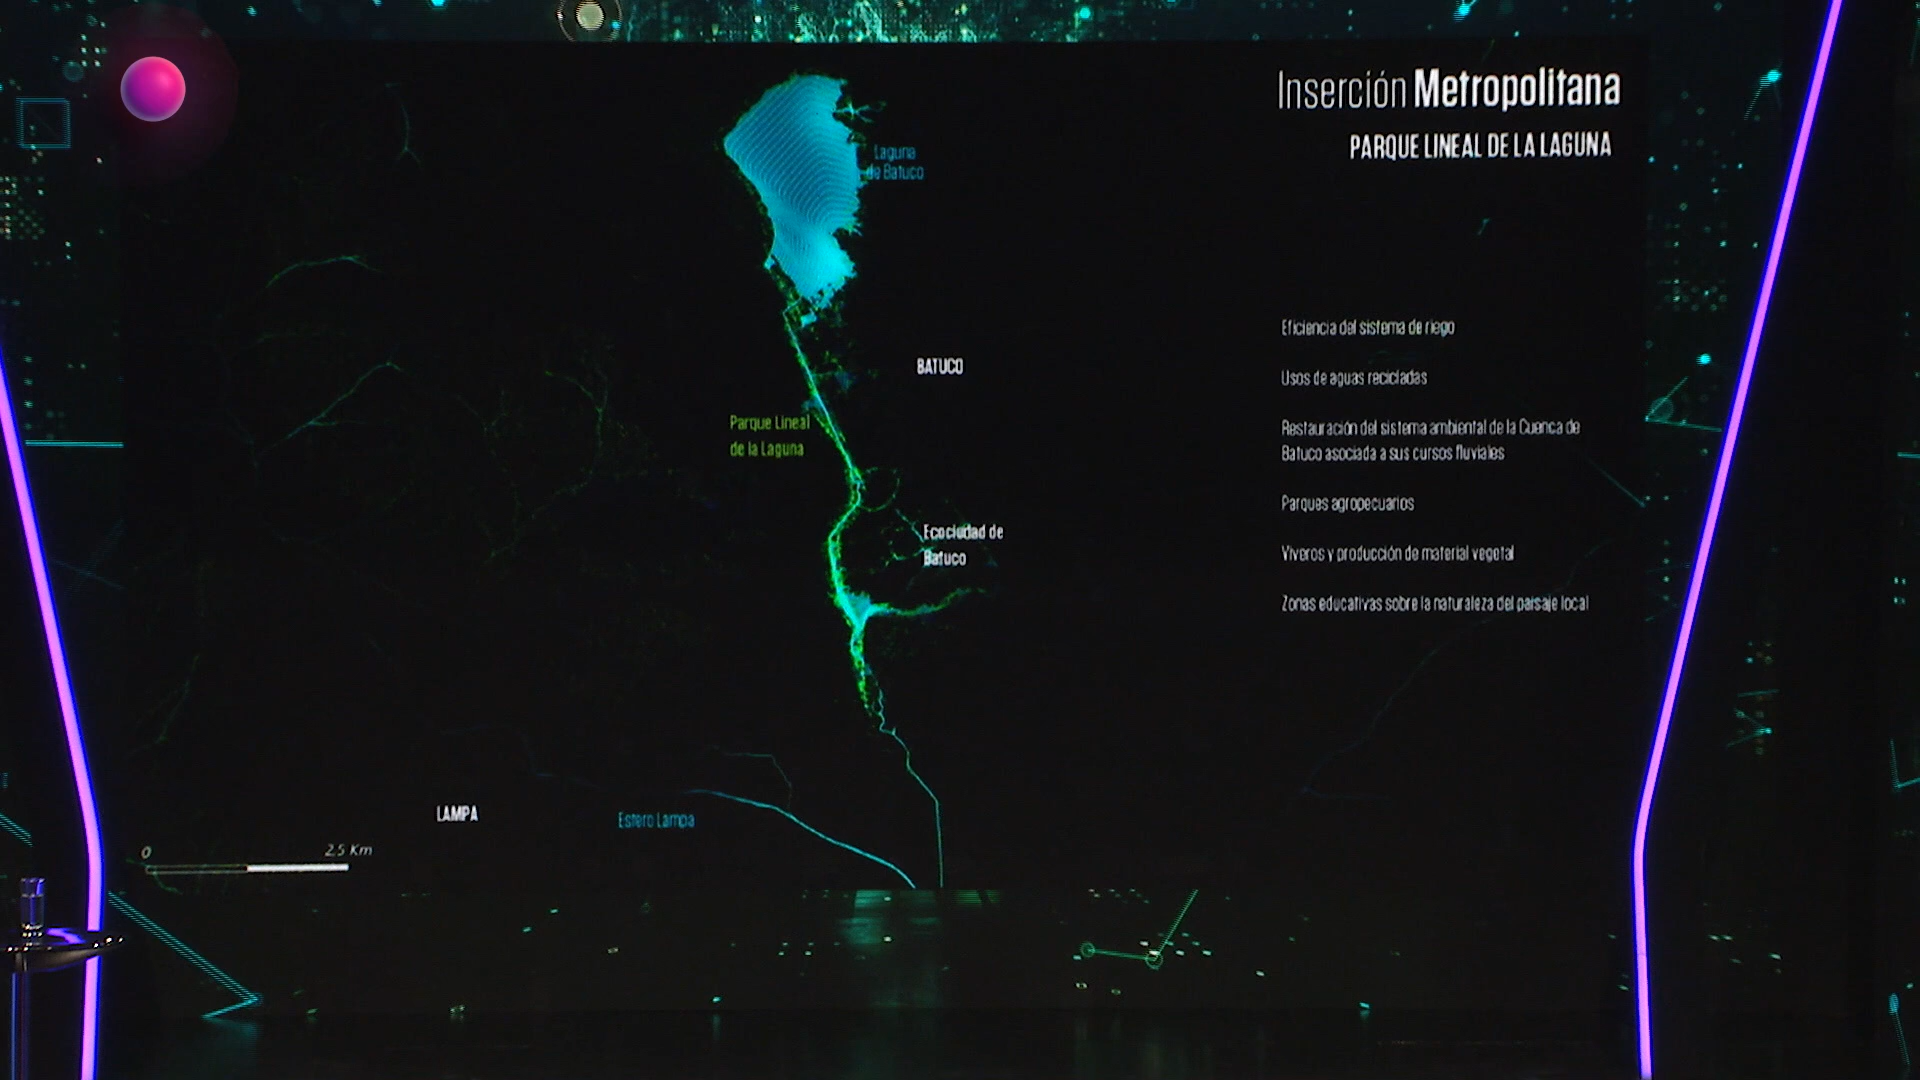 Inserción Metropolitana
PARQUE LINEAL DE LA LAGUNA
Laguna
de Batuco
Eficiencia del sistema de riego
BATUCO
Usos de aguas recicladas
Parque Lineal
de la Laguna
Restauración del sistema ambiental de la Cuenca de
Batuco asociada a sus cursos fluviales
Parques agropecuarios
Ecociudad de
Batuco
Viveros y producción de material vegetal
Zonas educativas sobre la naturaleza del paisaje local
LAMPA
Estero Lampa
0 2,5 Km